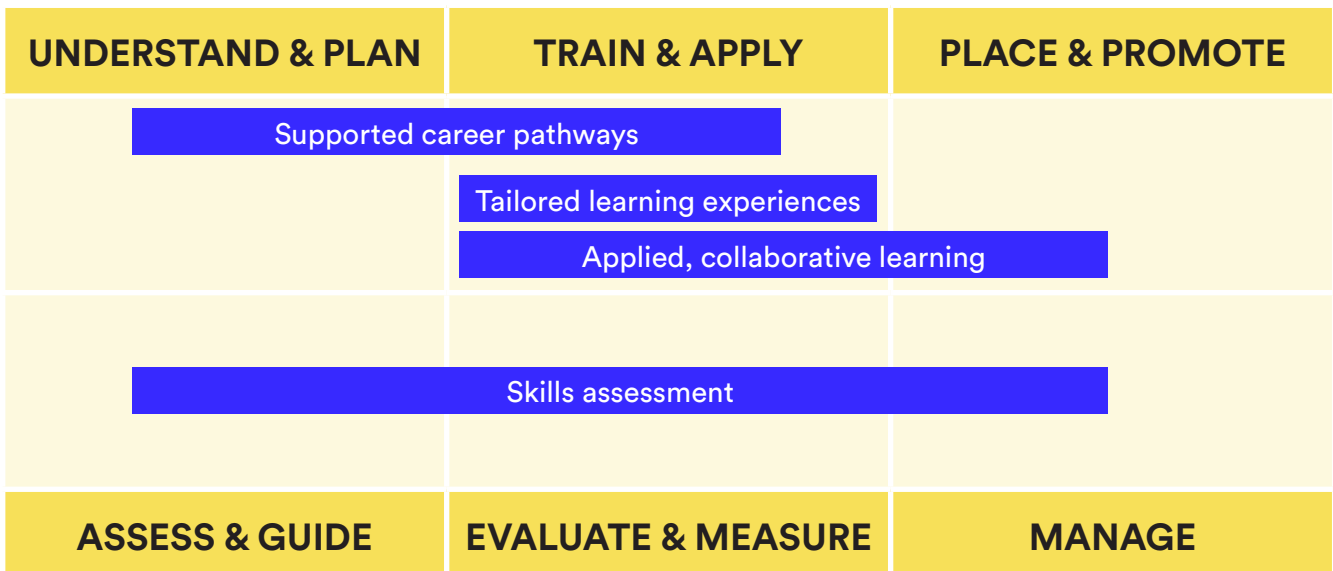 UNDERSTAND & PLAN
TRAIN & APPLY
PLACE & PROMOTE
Supported career pathways
Tailored learning experiences
Applied, collaborative learning
Skills assessment
ASSESS & GUIDE
EVALUATE & MEASURE
MANAGE